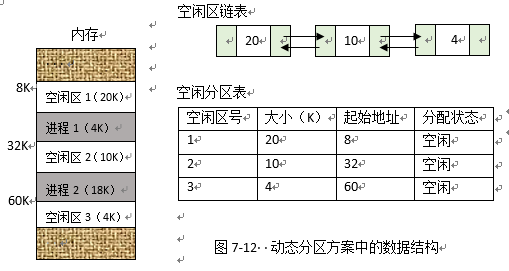 内存
8K
空闲区 1(20K)
进程 1(4K)
32K
空闲区 2(10K)
进程 2(18K)
60K
空闲区 3(4K)
空闲区链表
20 10 4
空闲分区表
空闲区号 大小(K) 起始地址 分配状态
1 20 8 空闲
2 10 32 空闲
3 4 60 空闲
图 7-12··动态分区方案中的数据结构